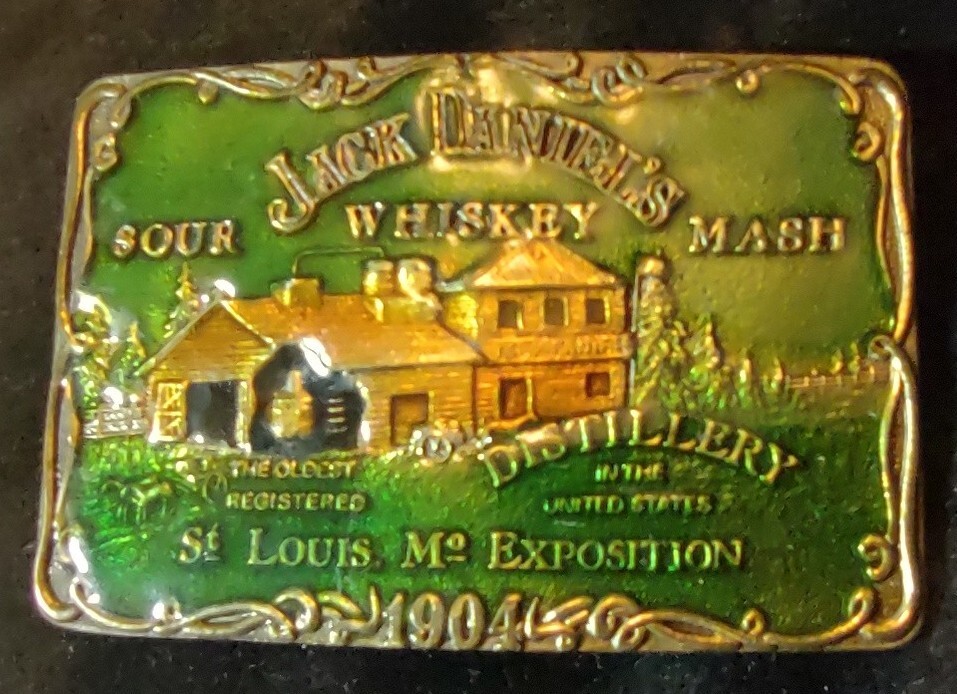 JACK DANIEL'S
SOUR WHISKEY MASH
DISTILLERY
THE OLDEST IN THE
REGISTERED UNITED STATES
St LOUIS, Mo EXPOSITION
1904